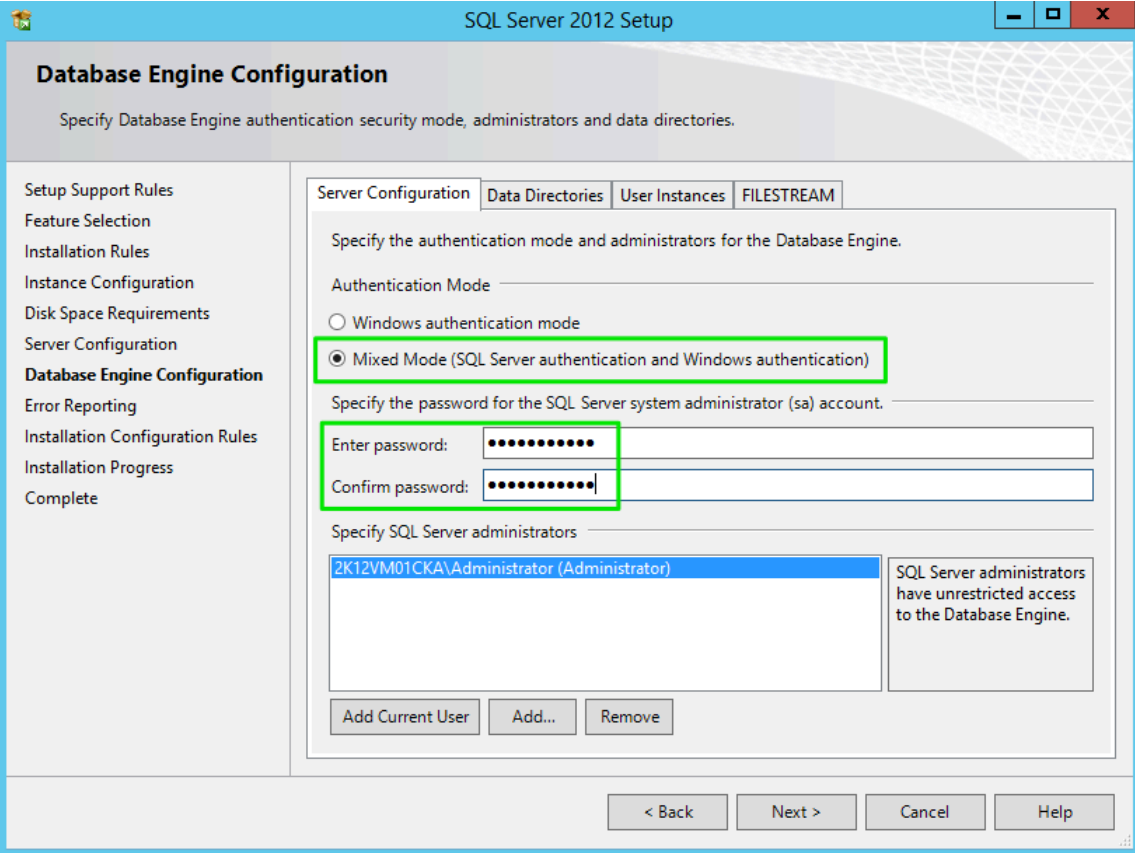 SQL Server 2012 Setup
Database Engine Configuration
Specify Database Engine authentication security mode, administrators and data directories.
Setup Support Rules
Feature Selection
Installation Rules
Instance Configuration
Disk Space Requirements
Server Configuration
Database Engine Configuration
Error Reporting
Installation Configuration Rules
Installation Progress
Complete
Server Configuration Data Directories User Instances FILESTREAM
Specify the authentication mode and administrators for the Database Engine.
Authentication Mode
Windows authentication mode
Mixed Mode (SQL Server authentication and Windows authentication)
Specify the password for the SQL Server system administrator (sa) account.
Enter password: ●●●●●●●●●●●
Confirm password: ●●●●●●●●●●●
Specify SQL Server administrators
2K12VM01CKA\Administrator (Administrator)
SQL Server administrators
have unrestricted access
to the Database Engine.
Add Current User Add... Remove
< Back Next > Cancel Help